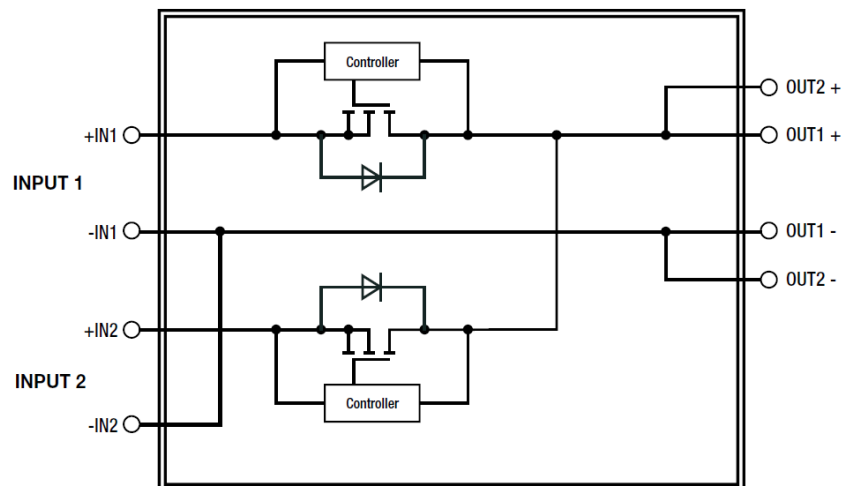 Controller
OUT2 +
+IN1
OUT1 +
INPUT 1
-IN1
OUT1 -
OUT2 -
+IN2
INPUT 2
Controller
-IN2